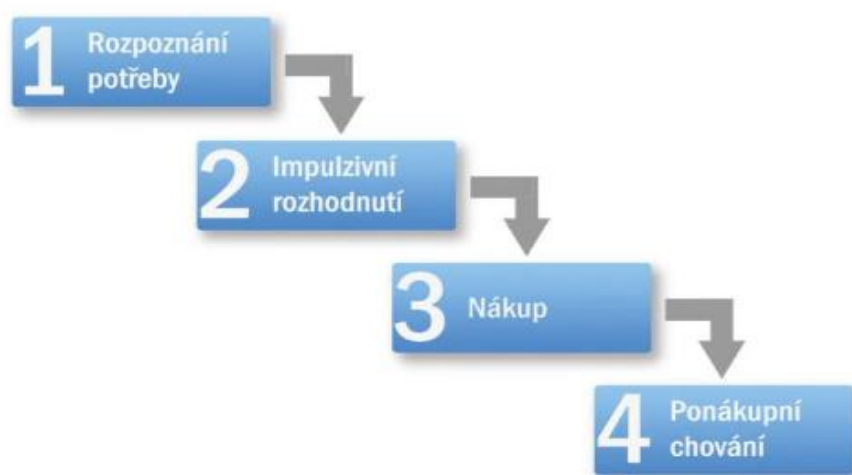 1 Rozpoznání
potřeby
2 Impulzivní
rozhodnutí
3 Nákup
4 Ponákupní
chování